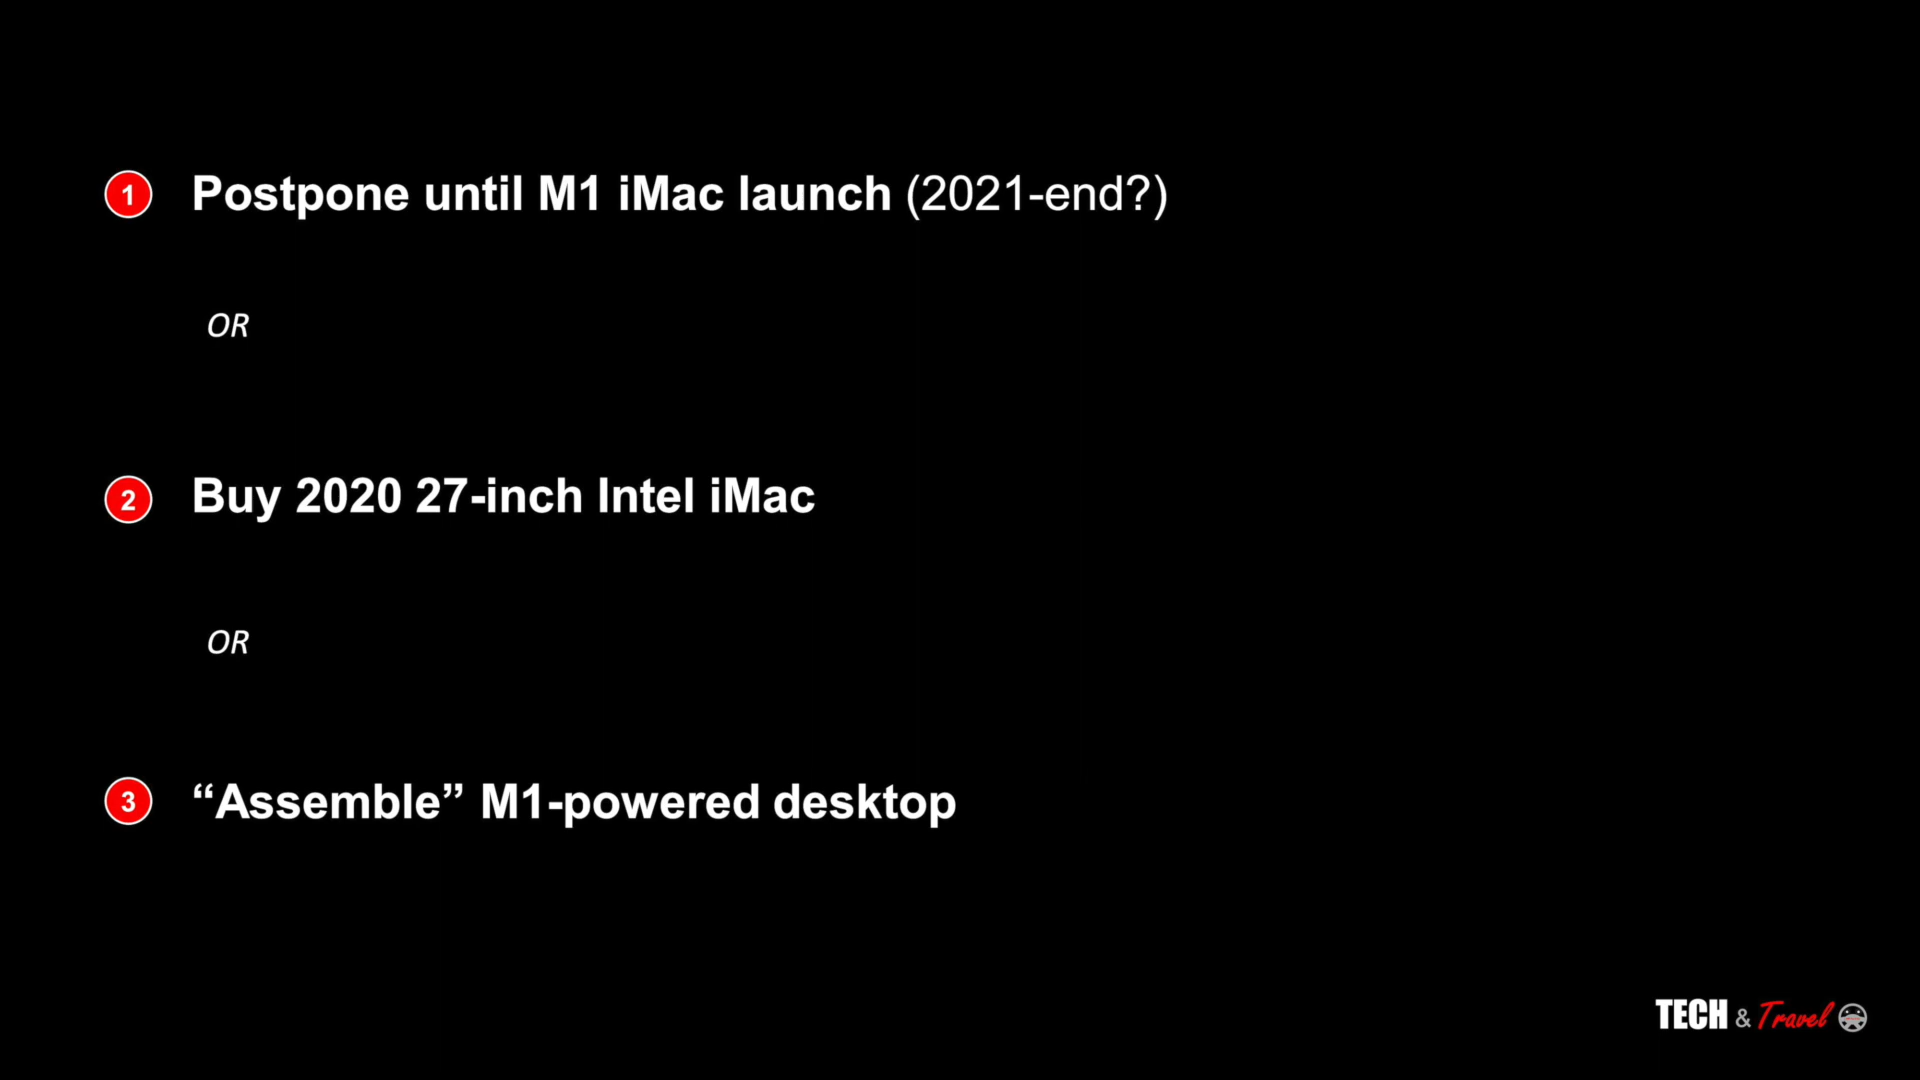 1 Postpone until M1 iMac launch (2021-end?)
OR
2 Buy 2020 27-inch Intel iMac
OR
3 “Assemble” M1-powered desktop
TECH & Travel